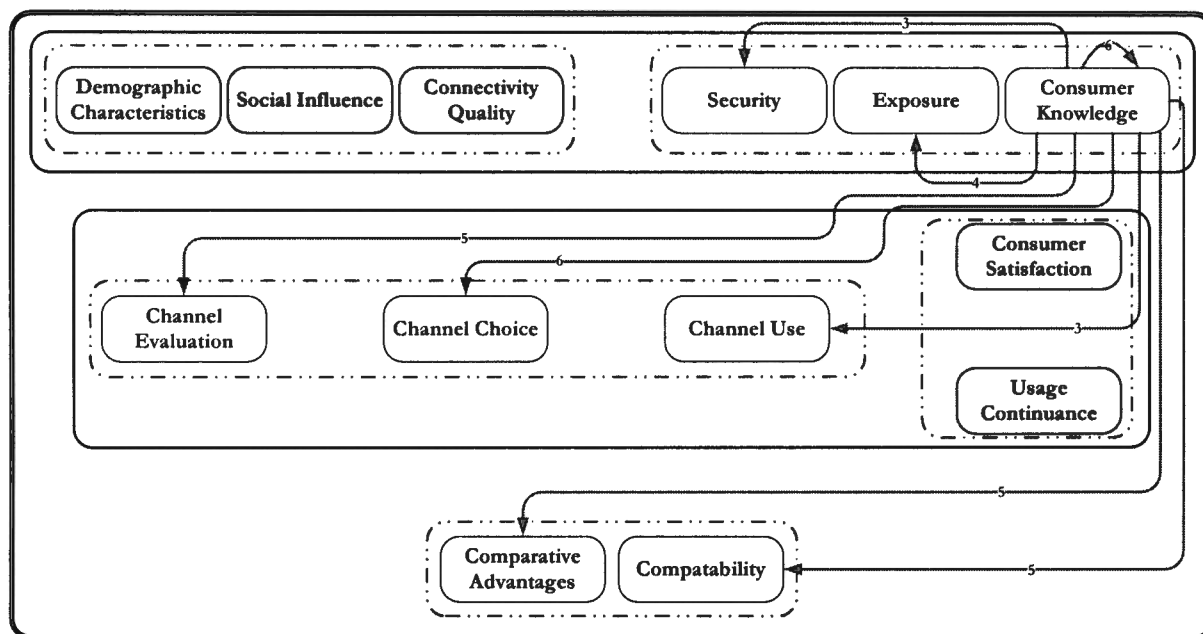 3
6
Demographic
Characteristics
Social Influence
Connectivity
Quality
Security
Exposure
Consumer
Knowledge
4
5
6
Consumer
Satisfaction
Channel
Evaluation
Channel Choice
Channel Use
3
Usage
Continuance
5
Comparative
Advantages
Compatability
5